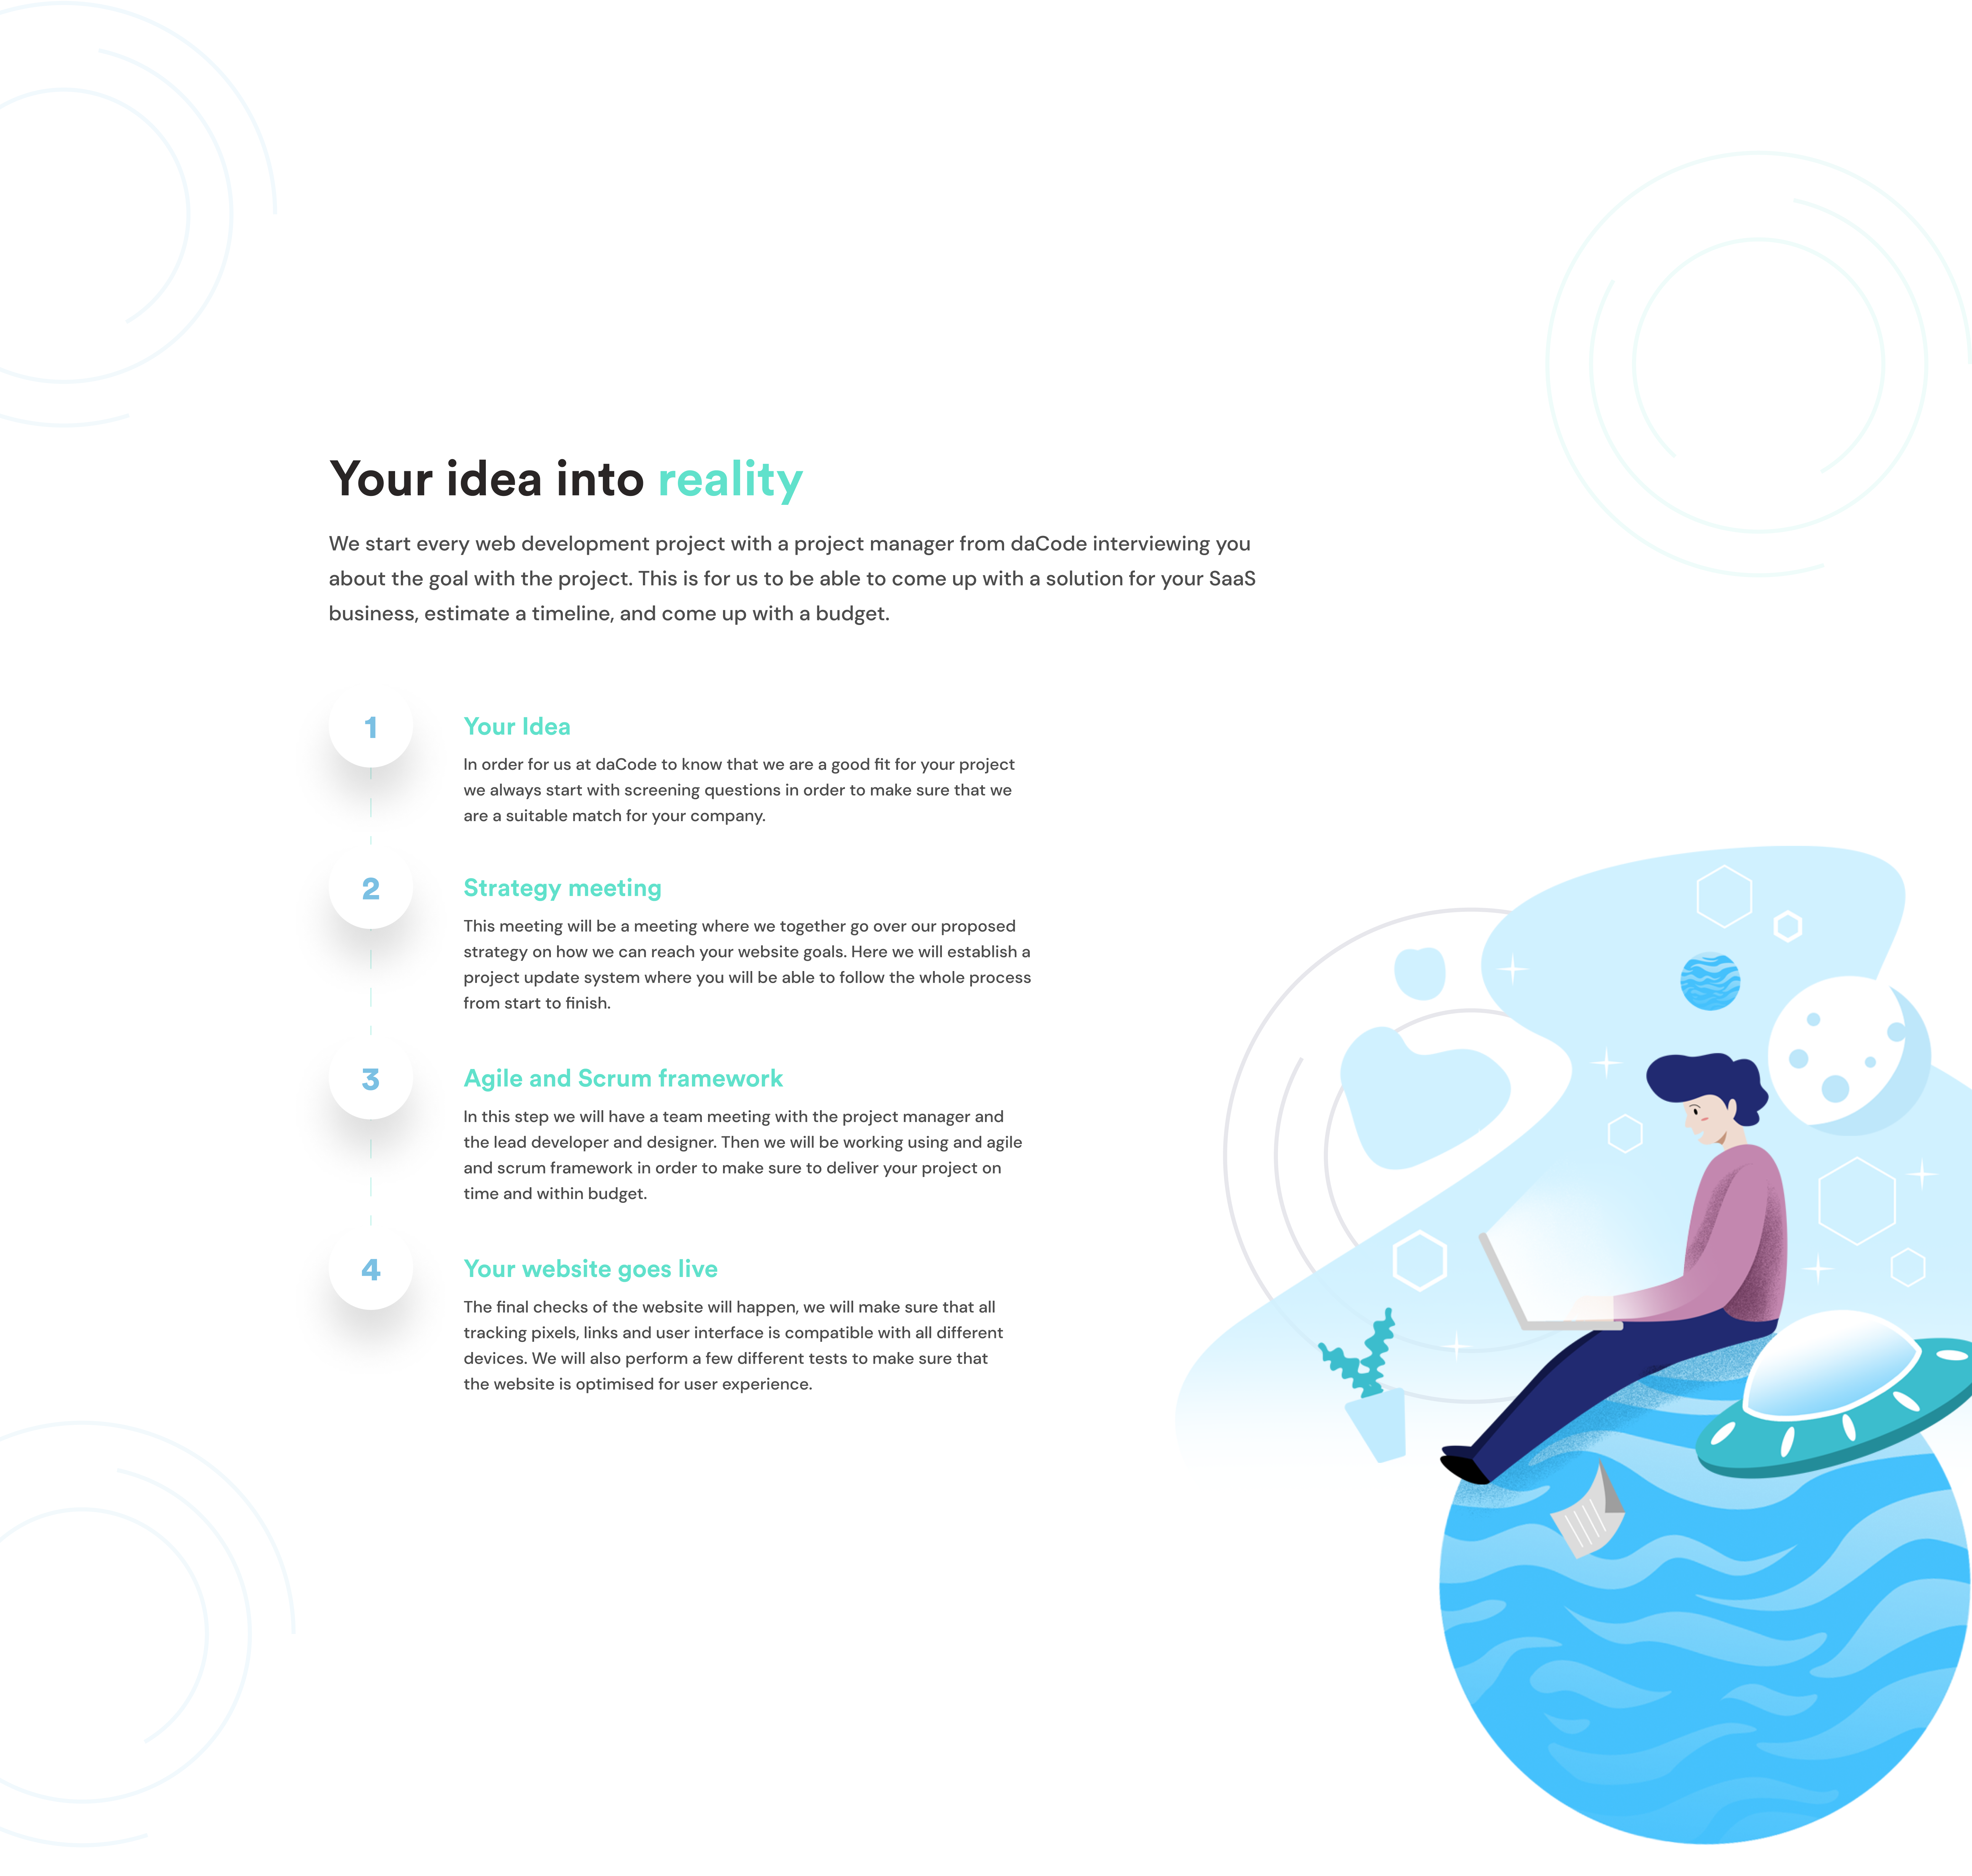 Your idea into reality
We start every web development project with a project manager from daCode interviewing you
about the goal with the project. This is for us to be able to come up with a solution for your SaaS
business, estimate a timeline, and come up with a budget.
1
Your Idea
In order for us at daCode to know that we are a good fit for your project
we always start with screening questions in order to make sure that we
are a suitable match for your company.
2
Strategy meeting
This meeting will be a meeting where we together go over our proposed
strategy on how we can reach your website goals. Here we will establish a
project update system where you will be able to follow the whole process
from start to finish.
3
Agile and Scrum framework
In this step we will have a team meeting with the project manager and
the lead developer and designer. Then we will be working using and agile
and scrum framework in order to make sure to deliver your project on
time and within budget.
4
Your website goes live
The final checks of the website will happen, we will make sure that all
tracking pixels, links and user interface is compatible with all different
devices. We will also perform a few different tests to make sure that
the website is optimised for user experience.